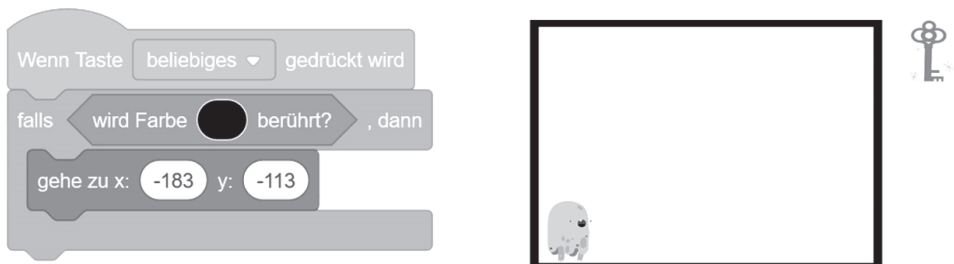 Wenn Taste beliebiges gedrückt wird
falls wird Farbe berührt? , dann
gehe zu x: -183 y: -113